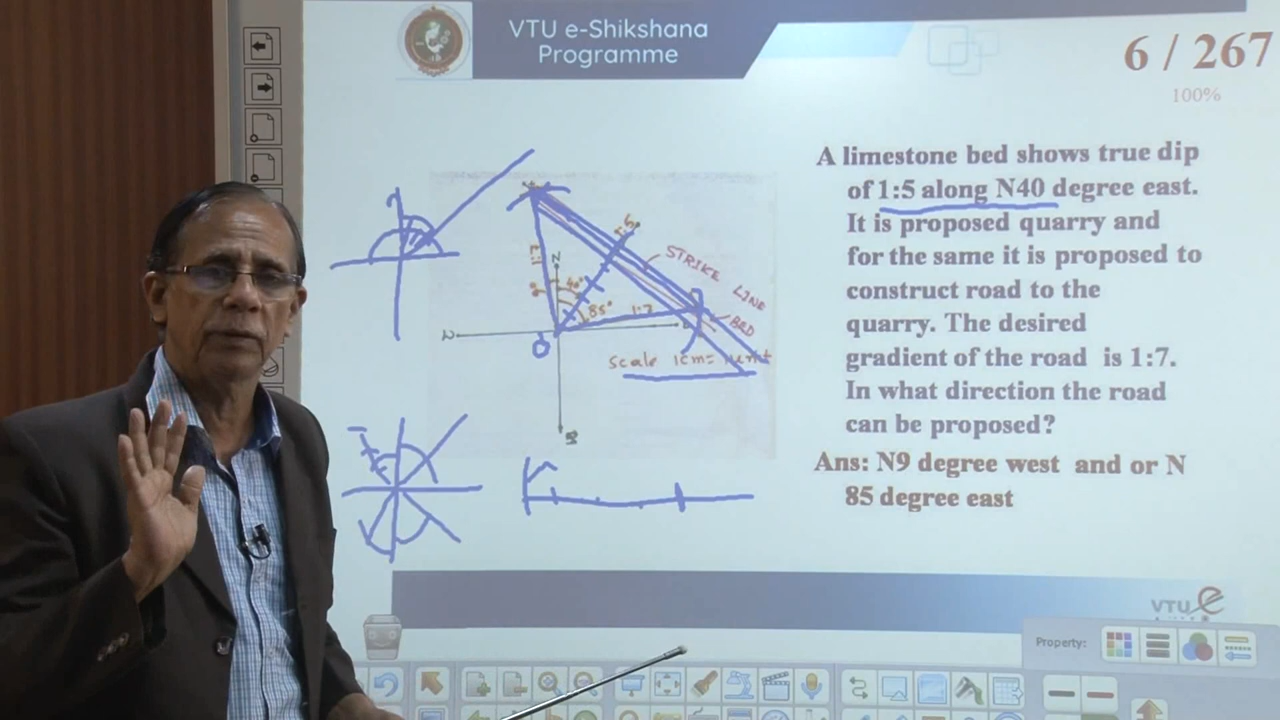 VTU e-Shikshana
Programme
6 / 267
100%
A limestone bed shows true dip
of 1:5 along N40 degree east.
It is proposed quarry and
for the same it is proposed to
construct road to the
quarry. The desired
gradient of the road is 1:7.
In what direction the road
can be proposed?
Ans: N9 degree west and or N
85 degree east
1:5
STRIKE LINE
BED
1:7
N
85°
O
Scale 1cm = 1unit
VTU e
Property: